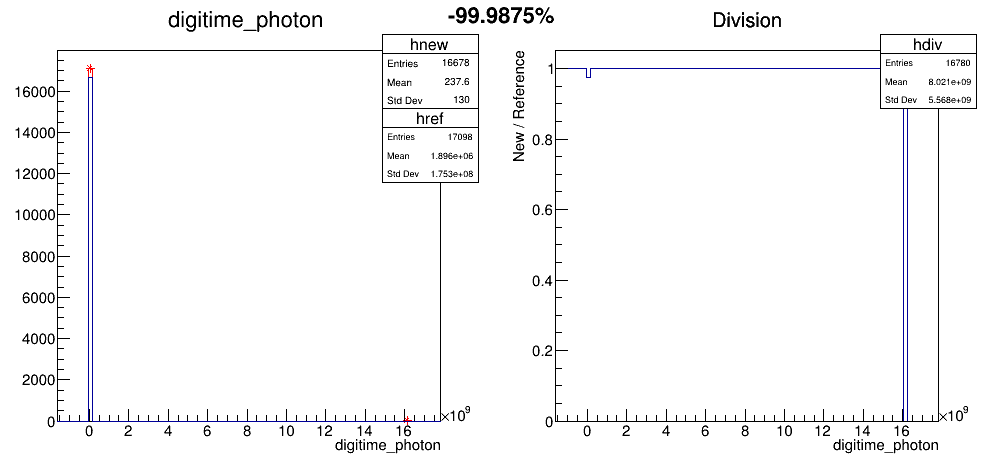 -99.9875%
digitime_photon
hnew
Entries 16678
Mean 237.6
Std Dev 130
href
Entries 17098
Mean 1.896e+06
Std Dev 1.753e+08
16000
14000
12000
10000
8000
6000
4000
2000
0
0 2 4 6 8 10 12 14 16
×10⁹
digitime_photon
Division
hdiv
Entries 16780
Mean 8.021e+09
Std Dev 5.568e+09
New / Reference
1
0.8
0.6
0.4
0.2
0
0 2 4 6 8 10 12 14 16
×10⁹
digitime_photon